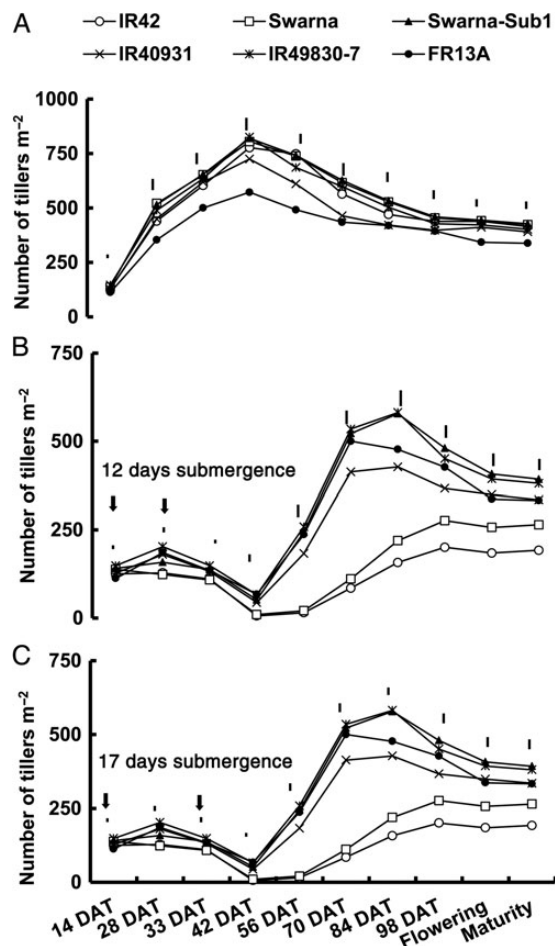 A
IR42 Swarna Swarna-Sub1
IR40931 IR49830-7 FR13A
Number of tillers m⁻²
1000
750
500
250
0
B
Number of tillers m⁻²
750
500
250
0
12 days submergence
C
Number of tillers m⁻²
750
500
250
0
17 days submergence
14 DAT
28 DAT
33 DAT
42 DAT
56 DAT
70 DAT
84 DAT
98 DAT
Flowering
Maturity